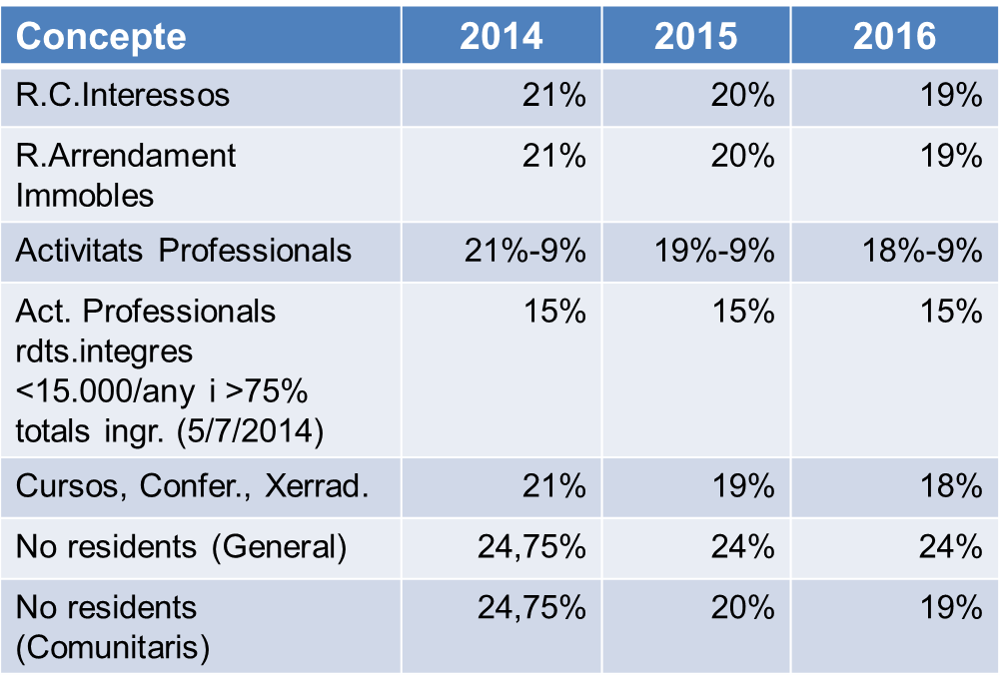 Concepte 2014 2015 2016
R.C.Interessos 21% 20% 19%
R.Arrendament 21% 20% 19%
Immobles
Activitats Professionals 21%-9% 19%-9% 18%-9%
Act. Professionals 15% 15% 15%
rdts.integres
<15.000/any i >75%
totals ingr. (5/7/2014)
Cursos, Confer., Xerrad. 21% 19% 18%
No residents (General) 24,75% 24% 24%
No residents 24,75% 20% 19%
(Comunitaris)